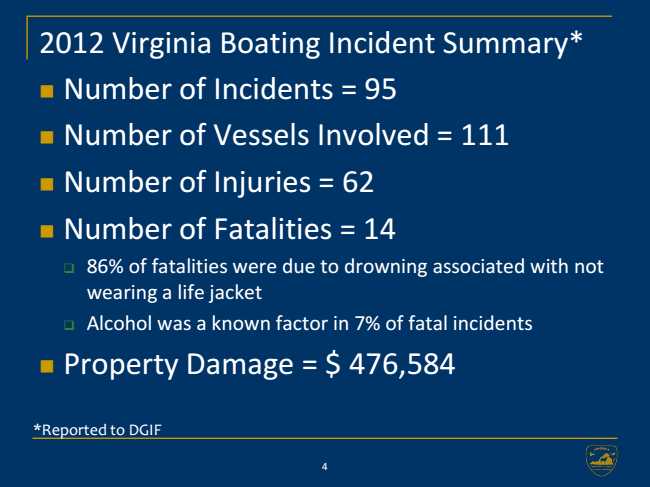 2012 Virginia Boating Incident Summary*
Number of Incidents = 95
Number of Vessels Involved = 111
Number of Injuries = 62
Number of Fatalities = 14
86% of fatalities were due to drowning associated with not
wearing a life jacket
Alcohol was a known factor in 7% of fatal incidents
Property Damage = $ 476,584
*Reported to DGIF
4